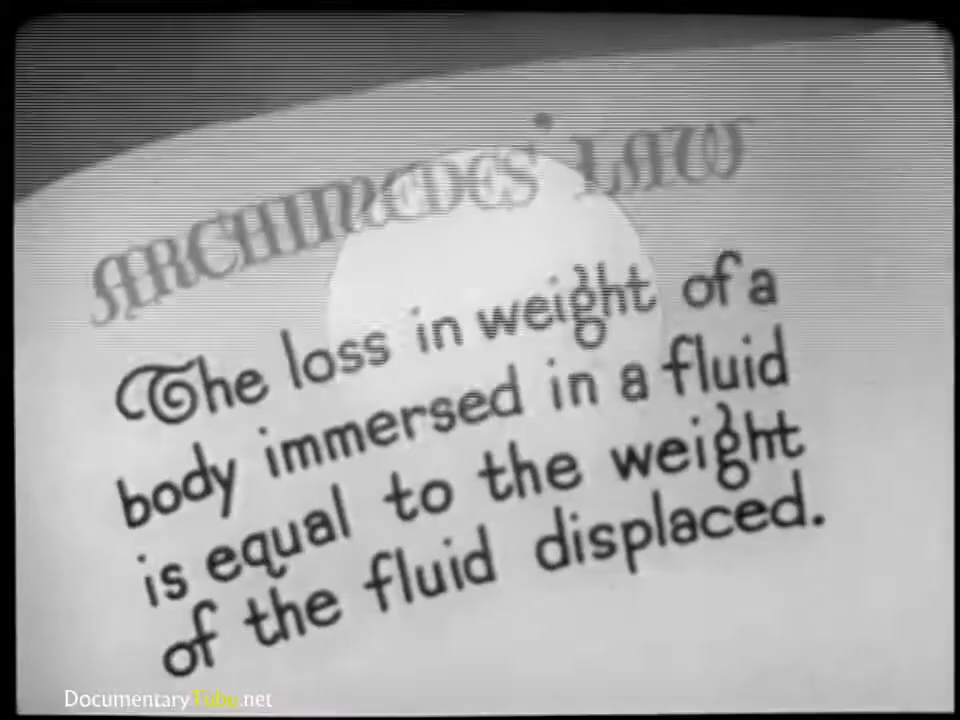 ARCHIMEDES' LAW
The loss in weight of a
body immersed in a fluid
is equal to the weight
of the fluid displaced.
DocumentaryTube.net